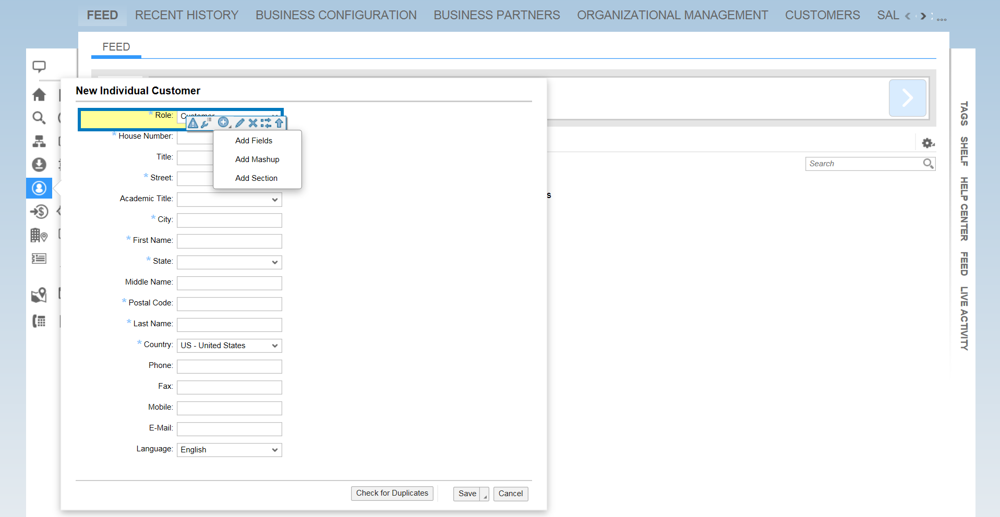 FEED RECENT HISTORY BUSINESS CONFIGURATION BUSINESS PARTNERS ORGANIZATIONAL MANAGEMENT CUSTOMERS SAL ...
FEED
New Individual Customer
* Role: Customer
Add Fields
Add Mashup
Add Section
* House Number:
Title:
* Street:
Academic Title:
* City:
* First Name:
* State:
Middle Name:
* Postal Code:
* Last Name:
* Country: US - United States
Phone:
Fax:
Mobile:
E-Mail:
Language: English
Check for Duplicates Save Cancel
Search
s
TAGS
SHELF
HELP CENTER
FEED
LIVE ACTIVITY